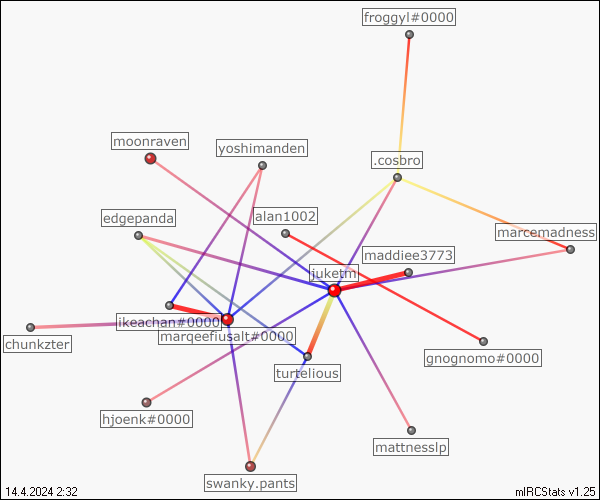 froggyl#0000
moonraven
yoshimanden
.cosbro
edgepanda
alan1002
marcemadness
maddiee3773
juketn
ikeachan#0000
marqeefiusalt#0000
chunkzter
gnognomo#0000
turtelious
hjoenk#0000
mattnesslp
swanky.pants
14.4.2024 2:32
mIRCStats v1.25